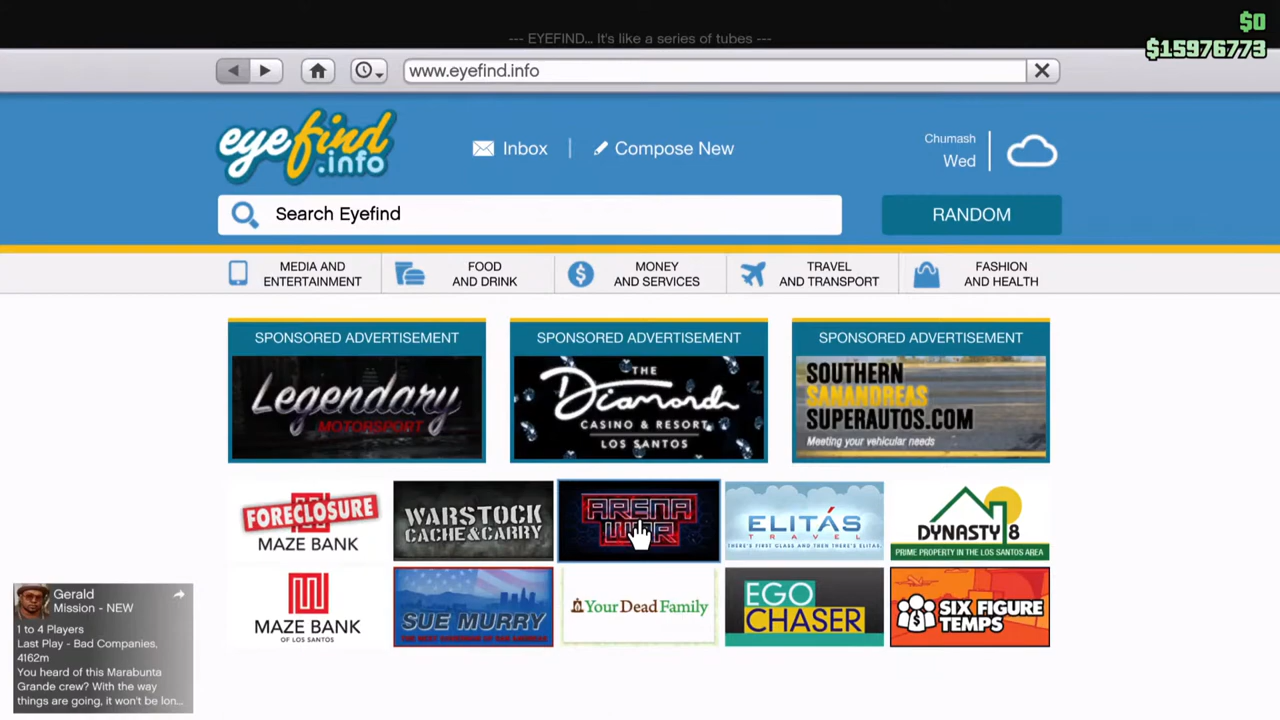 $0
--- EYEFIND... It's like a series of tubes ---
$15976773
www.eyefind.info
eyefind
.info
Inbox
Compose New
Chumash
Wed
Search Eyefind
RANDOM
MEDIA AND
ENTERTAINMENT
FOOD
AND DRINK
MONEY
AND SERVICES
TRAVEL
AND TRANSPORT
FASHION
AND HEALTH
SPONSORED ADVERTISEMENT
Legendary
MOTORSPORT
SPONSORED ADVERTISEMENT
THE
Diamond
CASINO & RESORT
LOS SANTOS
SPONSORED ADVERTISEMENT
SOUTHERN
SANANDREAS
SUPERAUTOS.COM
Meeting your vehicular needs
FORECLOSURE
MAZE BANK
WARSTOCK
CACHE & CARRY
ARENA
WAR
ELITÁS
TRAVEL
THERE'S FIRST CLASS AND THEN THERE'S ELITAS.
DYNASTY 8
PRIME PROPERTY IN THE LOS SANTOS AREA
MAZE BANK
OF LOS SANTOS
SUE MURRY
Your Dead Family
EGO
CHASER
SIX FIGURE
TEMPS
Gerald
Mission - NEW
1 to 4 Players
Last Play - Bad Companies,
4162m
You heard of this Marabunta
Grande crew? With the way
things are going, it won't be lon...